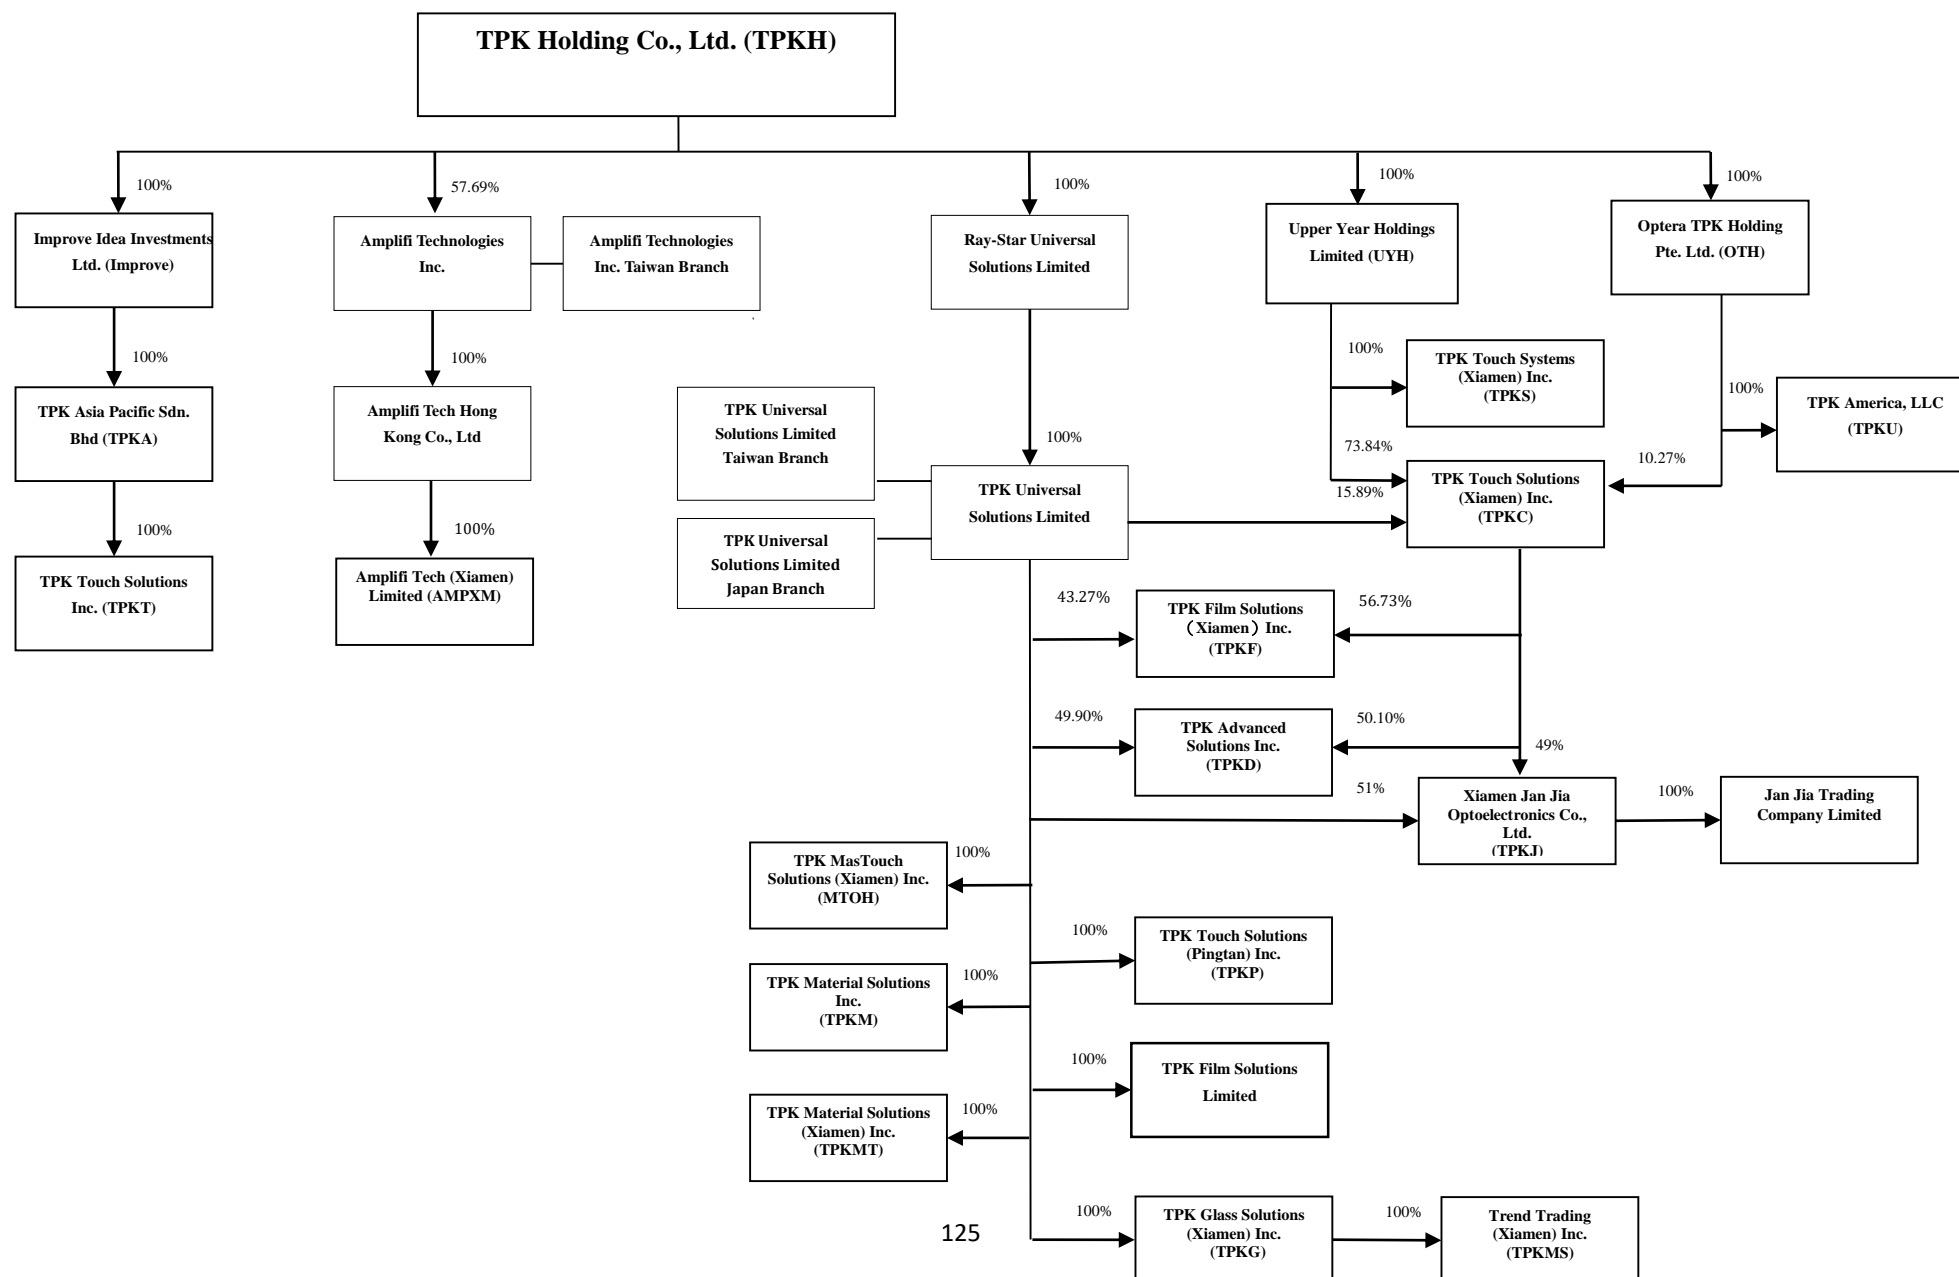 TPK Holding Co., Ltd. (TPKH)
100%
57.69%
100%
100%
100%
Improve Idea Investments
Ltd. (Improve)
Amplifi Technologies
Inc.
Amplifi Technologies
Inc. Taiwan Branch
Ray-Star Universal
Solutions Limited
Upper Year Holdings
Limited (UYH)
Optera TPK Holding
Pte. Ltd. (OTH)
100%
100%
100%
TPK Touch Systems
(Xiamen) Inc.
(TPKS)
100%
TPK America, LLC
(TPKU)
TPK Asia Pacific Sdn.
Bhd (TPKA)
Amplifi Tech Hong
Kong Co., Ltd
TPK Universal
Solutions Limited
Taiwan Branch
100%
73.84%
10.27%
15.89%
TPK Universal
Solutions Limited
TPK Touch Solutions
(Xiamen) Inc.
(TPKC)
100%
100%
TPK Universal
Solutions Limited
Japan Branch
TPK Touch Solutions
Inc. (TPKT)
Amplifi Tech (Xiamen)
Limited (AMPXM)
43.27%
TPK Film Solutions
（Xiamen）Inc.
(TPKF)
56.73%
49.90%
TPK Advanced
Solutions Inc.
(TPKD)
50.10%
49%
51%
Xiamen Jan Jia
Optoelectronics Co.,
Ltd.
(TPKJ)
100%
Jan Jia Trading
Company Limited
TPK MasTouch
Solutions (Xiamen) Inc.
(MTOH)
100%
100%
TPK Touch Solutions
(Pingtan) Inc.
(TPKP)
TPK Material Solutions
Inc.
(TPKM)
100%
100%
TPK Film Solutions
Limited
TPK Material Solutions
(Xiamen) Inc.
(TPKMT)
100%
100%
TPK Glass Solutions
(Xiamen) Inc.
(TPKG)
100%
Trend Trading
(Xiamen) Inc.
(TPKMS)
125